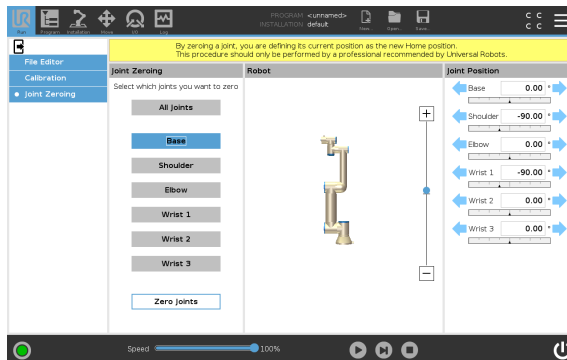 UR
Run
Program
Installation
Move
I/O
Log
PROGRAM <unnamed>
INSTALLATION default
New...
Open...
Save...
C C
C C
By zeroing a joint, you are defining its current position as the new Home position.
This procedure should only be performed by a professional recommended by Universal Robots.
File Editor
Calibration
Joint Zeroing
Joint Zeroing
Select which joints you want to zero
All Joints
Base
Shoulder
Elbow
Wrist 1
Wrist 2
Wrist 3
Zero Joints
Robot
Joint Position
Base 0.00 °
Shoulder -90.00 °
Elbow 0.00 °
Wrist 1 -90.00 °
Wrist 2 0.00 °
Wrist 3 0.00 °
Speed 100%